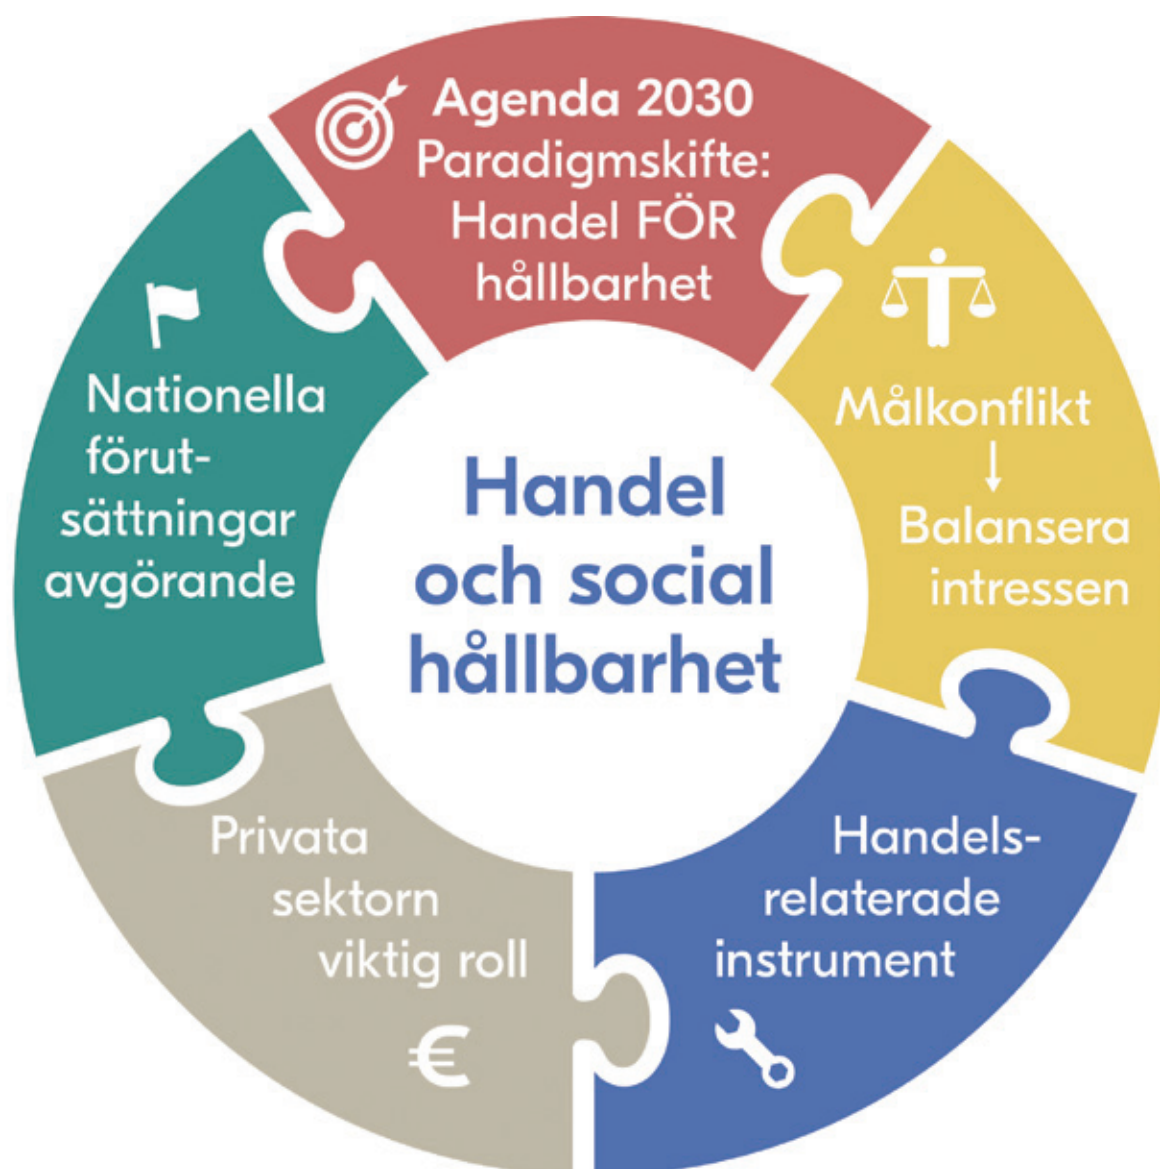 Agenda 2030
Paradigmskifte:
Handel FÖR
hållbarhet
Målkonflikt
↓
Balansera
intressen
Handels-
relaterade
instrument
Privata
sektorn
viktig roll
€
Nationella
förut-
sättningar
avgörande
Handel
och social
hållbarhet